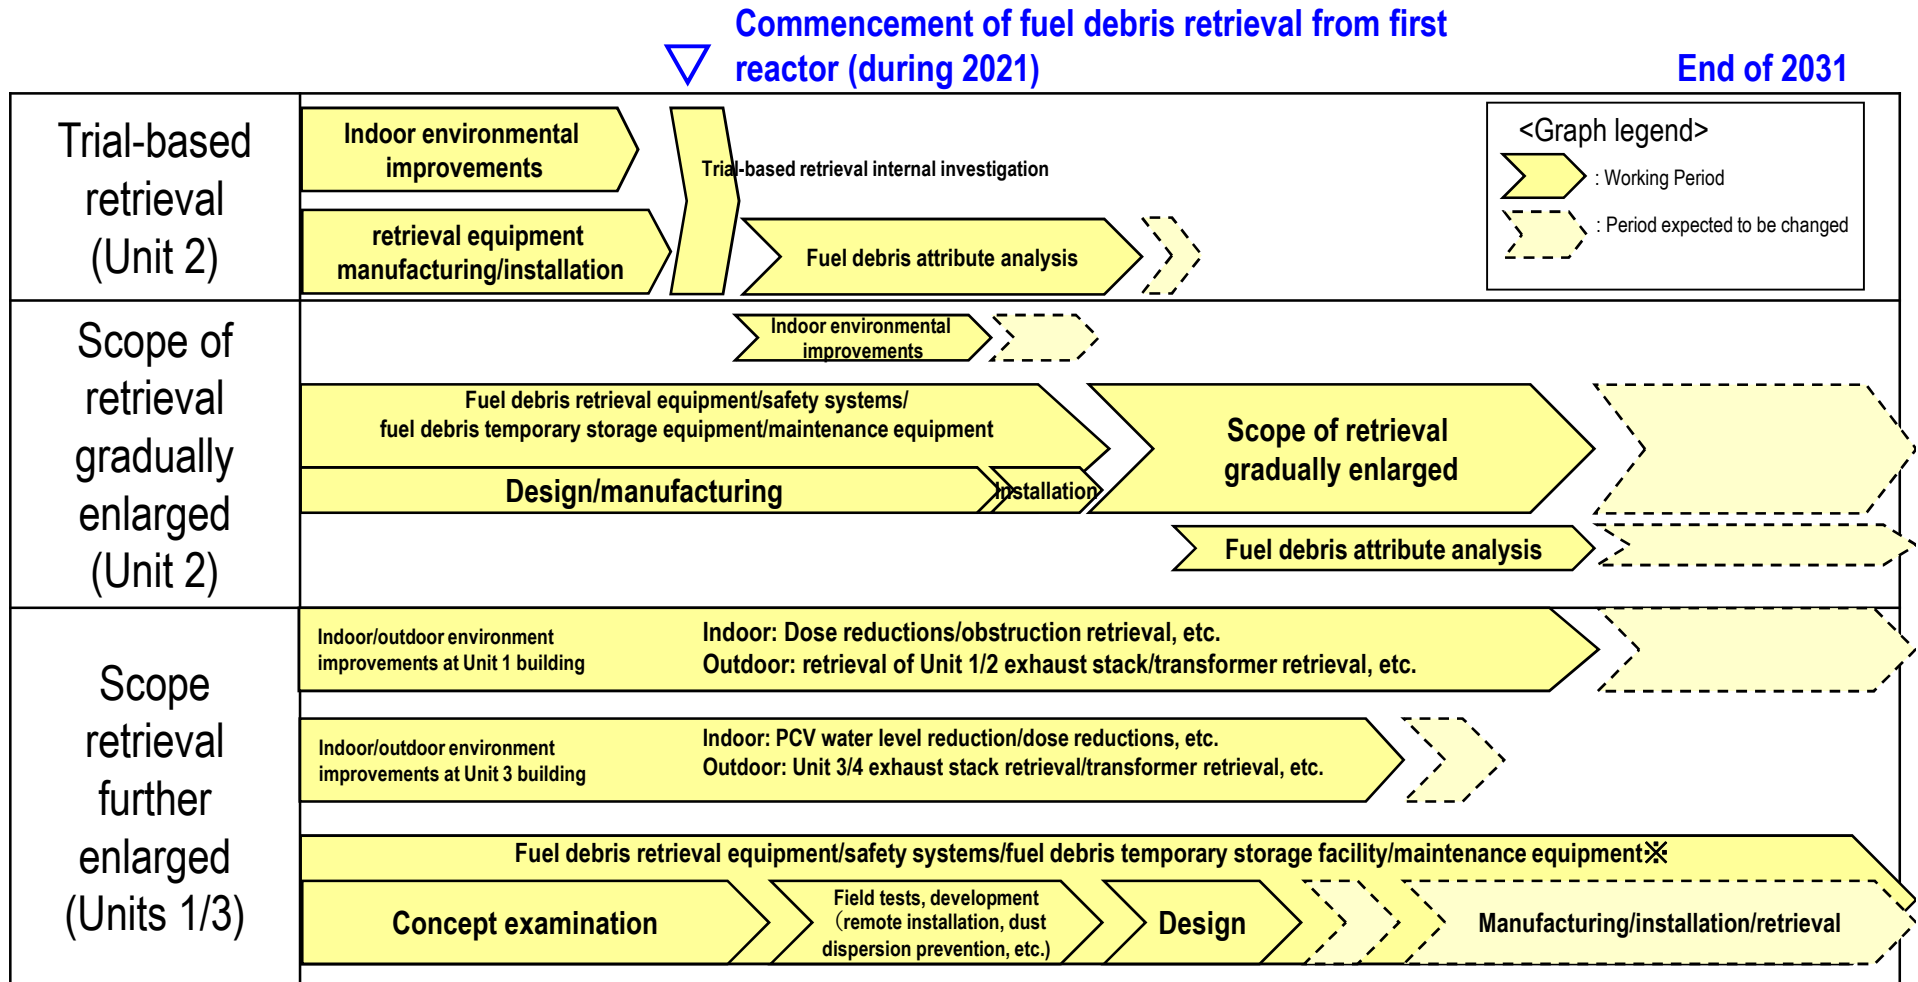 Commencement of fuel debris retrieval from first
reactor (during 2021)
End of 2031
Trial-based
retrieval
(Unit 2)
Indoor environmental
improvements
retrieval equipment
manufacturing/installation
Trial-based retrieval internal investigation
Fuel debris attribute analysis
<Graph legend>
: Working Period
: Period expected to be changed
Scope of
retrieval
gradually
enlarged
(Unit 2)
Indoor environmental
improvements
Fuel debris retrieval equipment/safety systems/
fuel debris temporary storage equipment/maintenance equipment
Design/manufacturing
Installation
Scope of retrieval
gradually enlarged
Fuel debris attribute analysis
Scope
retrieval
further
enlarged
(Units 1/3)
Indoor/outdoor environment
improvements at Unit 1 building
Indoor: Dose reductions/obstruction retrieval, etc.
Outdoor: retrieval of Unit 1/2 exhaust stack/transformer retrieval, etc.
Indoor/outdoor environment
improvements at Unit 3 building
Indoor: PCV water level reduction/dose reductions, etc.
Outdoor: Unit 3/4 exhaust stack retrieval/transformer retrieval, etc.
Fuel debris retrieval equipment/safety systems/fuel debris temporary storage facility/maintenance equipment※
Concept examination
Field tests, development
（remote installation, dust
dispersion prevention, etc.)
Design
Manufacturing/installation/retrieval